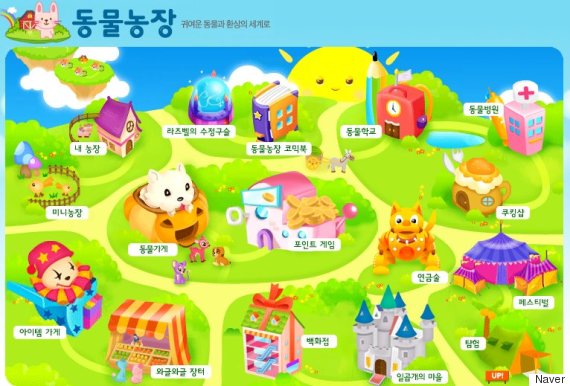 동물농장 귀여운 동물과 환상의 세계로
내 농장
라즈벨의 수정구슬
동물농장 코믹북
동물학교
동물병원
미니농장
동물가게
포인트 게임
연금술
쿠킹샵
페스티벌
아이템 가게
와글와글 장터
백화점
일곱개의 마을
탐험
UP!
Naver